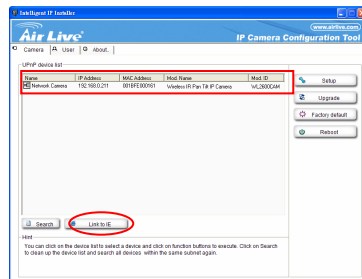 Intelligent IP Installer
Air Live®
www.airlive.com
IP Camera Configuration Tool
Camera User About.
UPnP device list
Name IP Address MAC Address Mod. Name Mod. ID
Network Camera 192.168.0.211 001BFE000161 Wireless IR Pan Tilt IP Camera WL2600CAM
Setup
Upgrade
Factory default
Reboot
Search Link to IE
Hint
You can click on the device list to select a device and click on function buttons to execute. Click on Search
to clean up the device list and search all devices within the same subnet again.